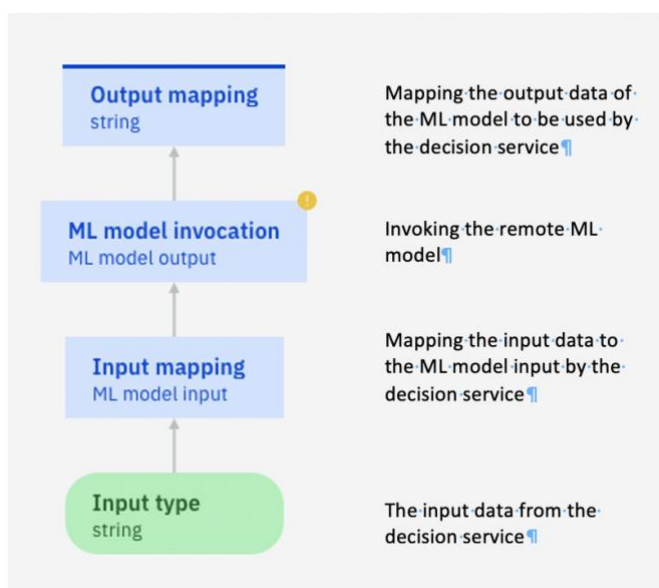 Output mapping
string
Mapping the output data of
the ML model to be used by
the decision service¶
ML model invocation
ML model output
!
Invoking the remote ML
model¶
Input mapping
ML model input
Mapping the input data to
the ML model input by the
decision service¶
Input type
string
The input data from the
decision service¶